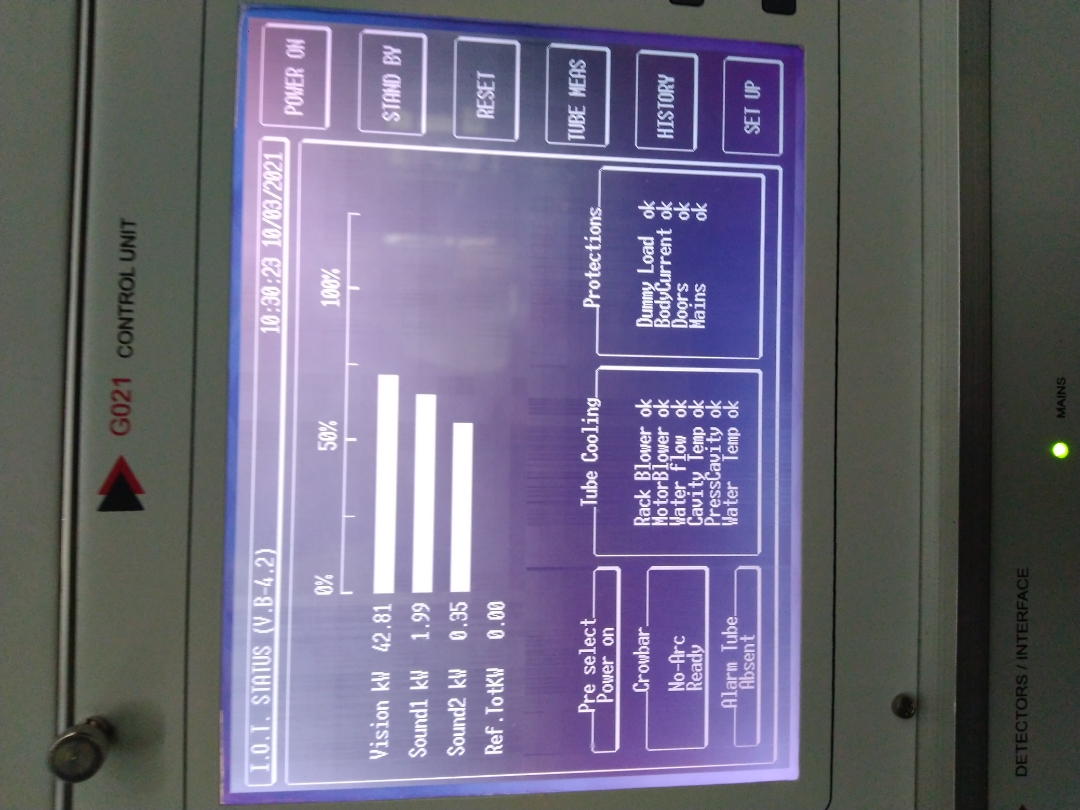 G021 CONTROL UNIT
I.O.T. STATUS (V.B-4.2) 10:30:23 10/03/2021
0% 50% 100%
Vision kW 42.81
Sound1 kW 1.99
Sound2 kW 0.35
Ref.TotKW 0.00
Pre select
Power on
Crowbar
No-Arc
Ready
Alarm Tube
Absent
Tube Cooling
Rack Blower ok
MotorBlower ok
Water flow ok
Cavity Temp ok
PressCavity ok
Water Temp ok
Protections
Dummy Load ok
BodyCurrent ok
Doors ok
Mains ok
POWER ON
STAND BY
RESET
TUBE MEAS
HISTORY
SET UP
DETECTORS / INTERFACE
MAINS